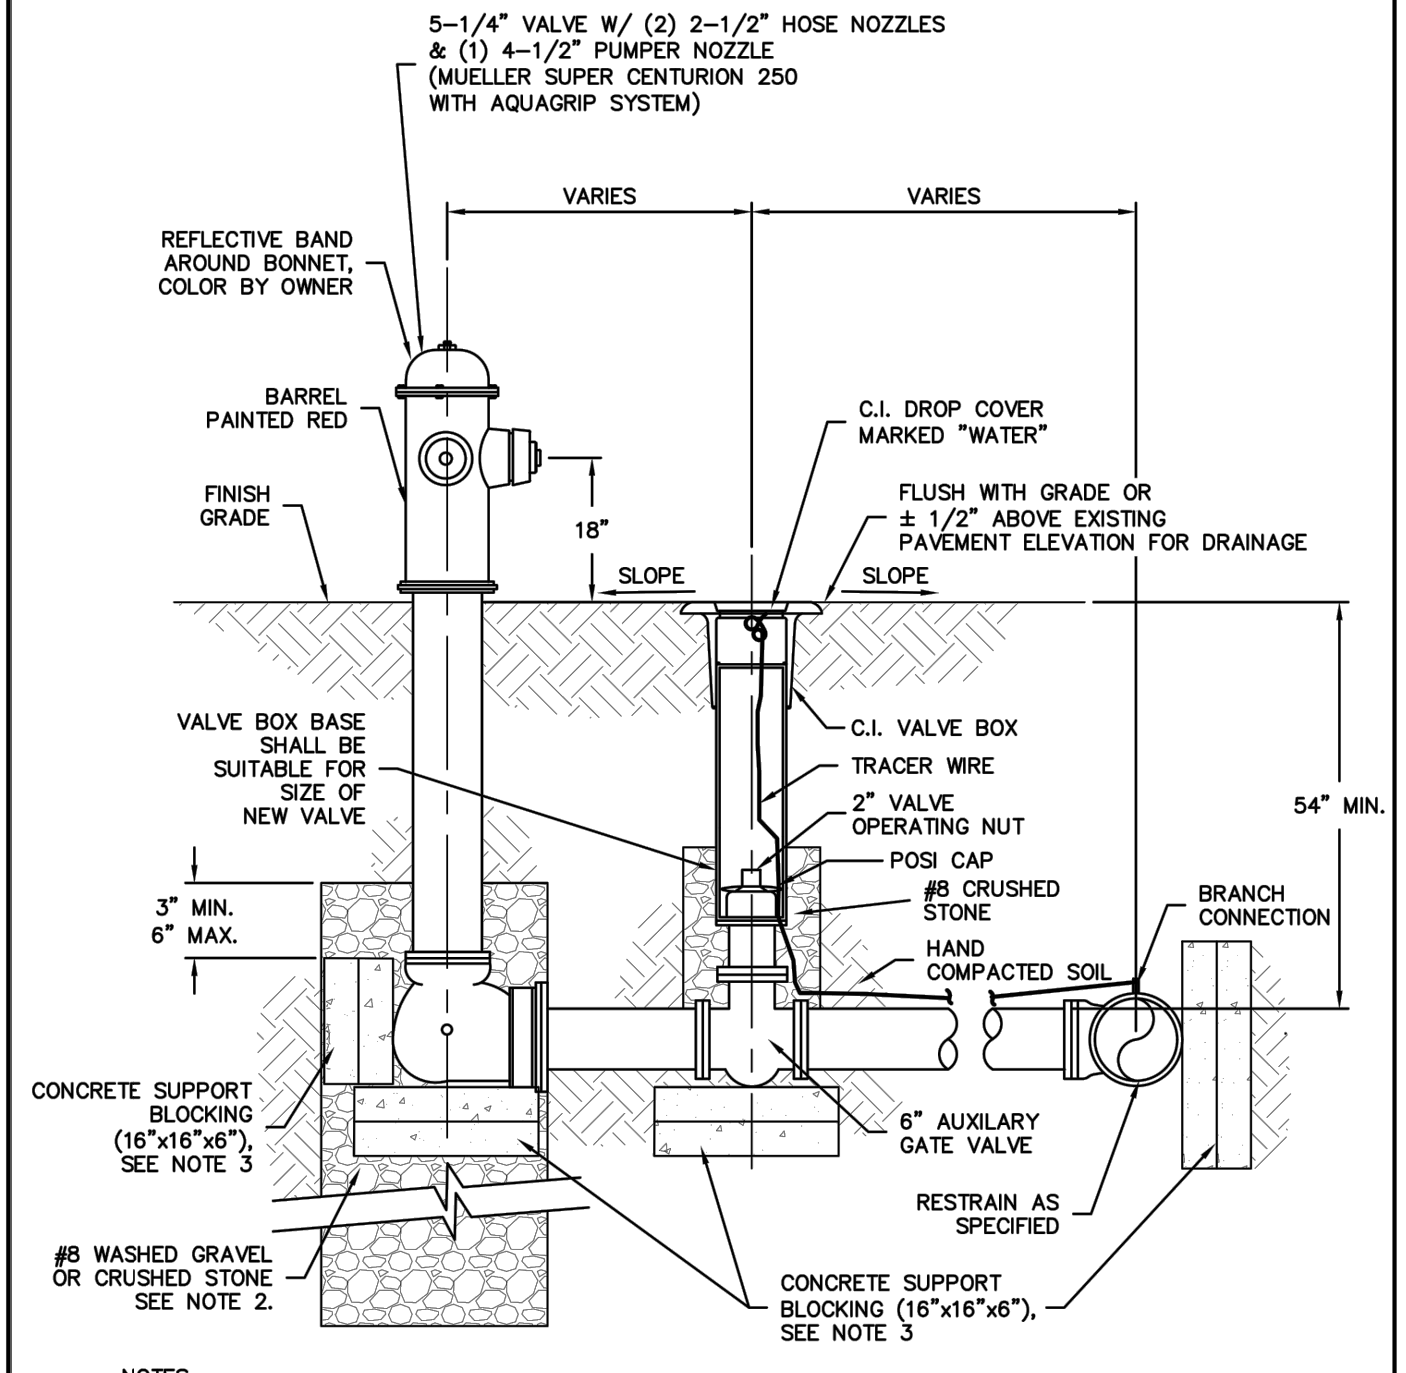 5-1/4" VALVE W/ (2) 2-1/2" HOSE NOZZLES
& (1) 4-1/2" PUMPER NOZZLE
(MUELLER SUPER CENTURION 250
WITH AQUAGRIP SYSTEM)
VARIES
VARIES
REFLECTIVE BAND
AROUND BONNET,
COLOR BY OWNER
BARREL
PAINTED RED
C.I. DROP COVER
MARKED "WATER"
FINISH
GRADE
18"
FLUSH WITH GRADE OR
± 1/2" ABOVE EXISTING
PAVEMENT ELEVATION FOR DRAINAGE
SLOPE
SLOPE
VALVE BOX BASE
SHALL BE
SUITABLE FOR
SIZE OF
NEW VALVE
C.I. VALVE BOX
TRACER WIRE
2" VALVE
OPERATING NUT
54" MIN.
POSI CAP
#8 CRUSHED
STONE
BRANCH
CONNECTION
3" MIN.
6" MAX.
HAND
COMPACTED SOIL
CONCRETE SUPPORT
BLOCKING
(16"x16"x6"),
SEE NOTE 3
6" AUXILARY
GATE VALVE
RESTRAIN AS
SPECIFIED
#8 WASHED GRAVEL
OR CRUSHED STONE
SEE NOTE 2.
CONCRETE SUPPORT
BLOCKING (16"x16"x6"),
SEE NOTE 3
NOTES